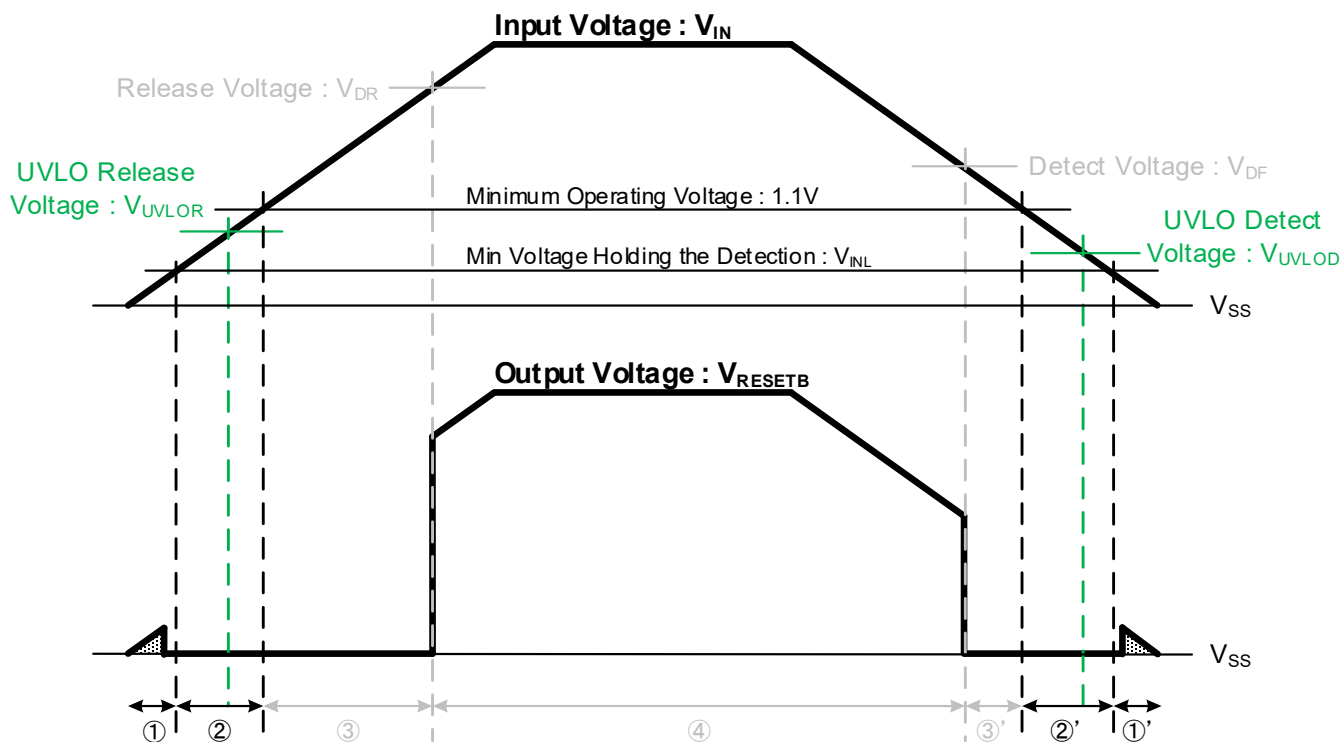 Input Voltage : VIN
Release Voltage : VDR
UVLO Release
Voltage : VUVLOR
Detect Voltage : VDF
Minimum Operating Voltage : 1.1V
UVLO Detect
Voltage : VUVLOD
Min Voltage Holding the Detection : VINL
VSS
Output Voltage : VRESETB
VSS
① ② ③ ④ ③' ②' ①'